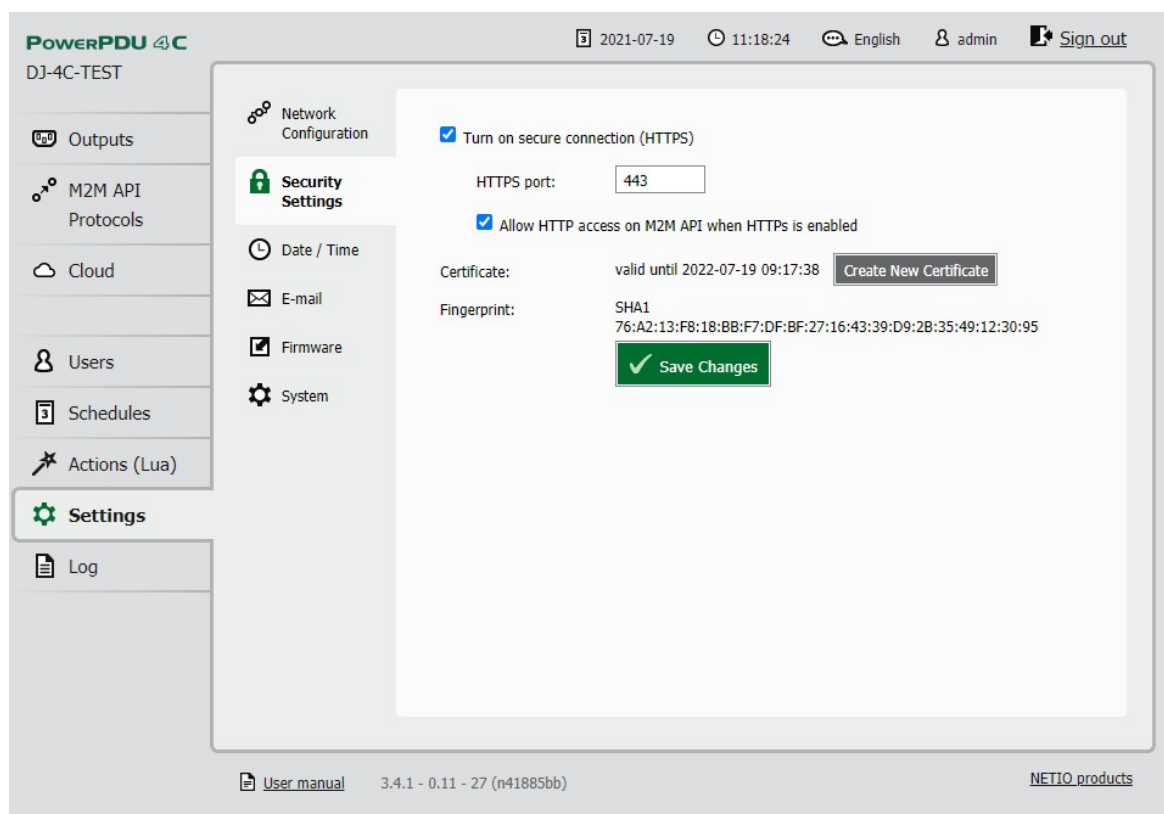 PowerPDU 4C
3 2021-07-19 11:18:24 English admin Sign out
DJ-4C-TEST
Outputs
M2M API
Protocols
Cloud
Users
3 Schedules
Actions (Lua)
Settings
Log
Network
Configuration
Security
Settings
Date / Time
E-mail
Firmware
System
Turn on secure connection (HTTPS)
HTTPS port: 443
Allow HTTP access on M2M API when HTTPs is enabled
Certificate: valid until 2022-07-19 09:17:38 Create New Certificate
Fingerprint: SHA1
76:A2:13:F8:18:BB:F7:DF:BF:27:16:43:39:D9:2B:35:49:12:30:95
Save Changes
User manual 3.4.1 - 0.11 - 27 (n41885bb) NETIO products